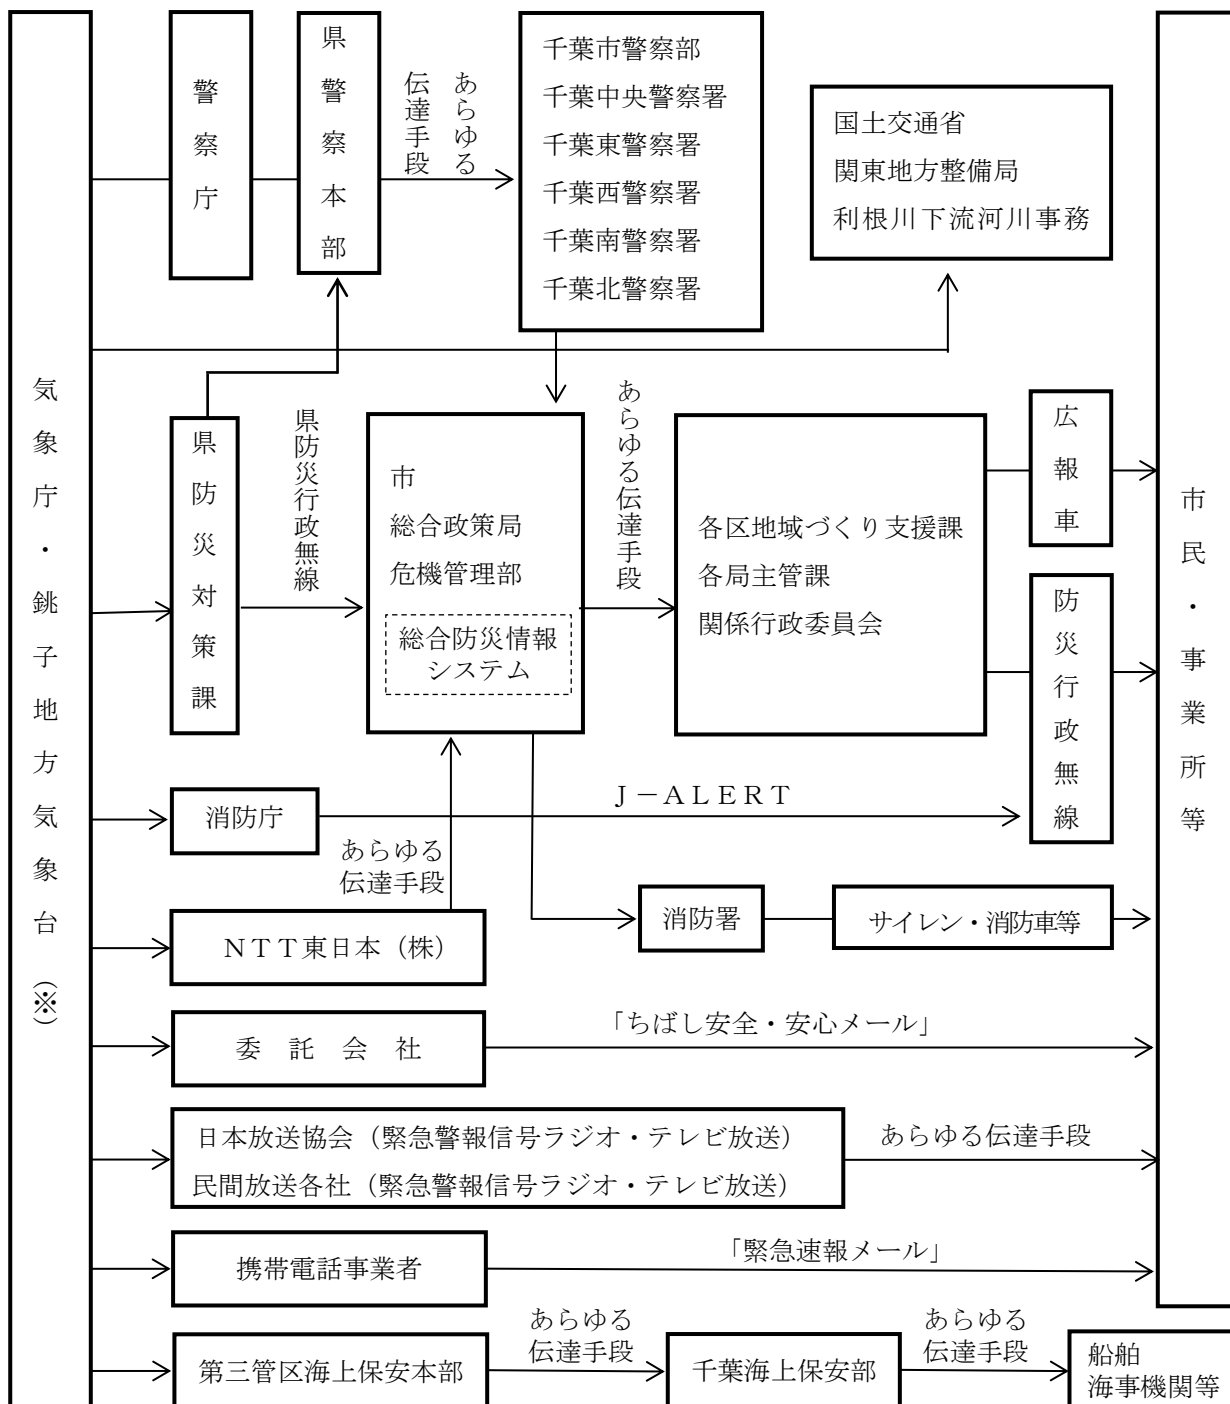 気象庁・銚子地方気象台（※）
警察庁
県警察本部
あらゆる
伝達手段
千葉市警察部
千葉中央警察署
千葉東警察署
千葉西警察署
千葉南警察署
千葉北警察署
国土交通省
関東地方整備局
利根川下流河川事務
県防災対策課
県防災行政無線
市
総合政策局
危機管理部
総合防災情報
システム
あらゆる伝達手段
各区地域づくり支援課
各局主管課
関係行政委員会
広報車
防災行政無線
市民・事業所等
消防庁
Ｊ－ＡＬＥＲＴ
あらゆる
伝達手段
ＮＴＴ東日本（株）
消防署
サイレン・消防車等
委託会社
「ちばし安全・安心メール」
日本放送協会（緊急警報信号ラジオ・テレビ放送）
民間放送各社（緊急警報信号ラジオ・テレビ放送）
あらゆる伝達手段
携帯電話事業者
「緊急速報メール」
第三管区海上保安本部
あらゆる
伝達手段
千葉海上保安部
あらゆる
伝達手段
船舶
海事機関等